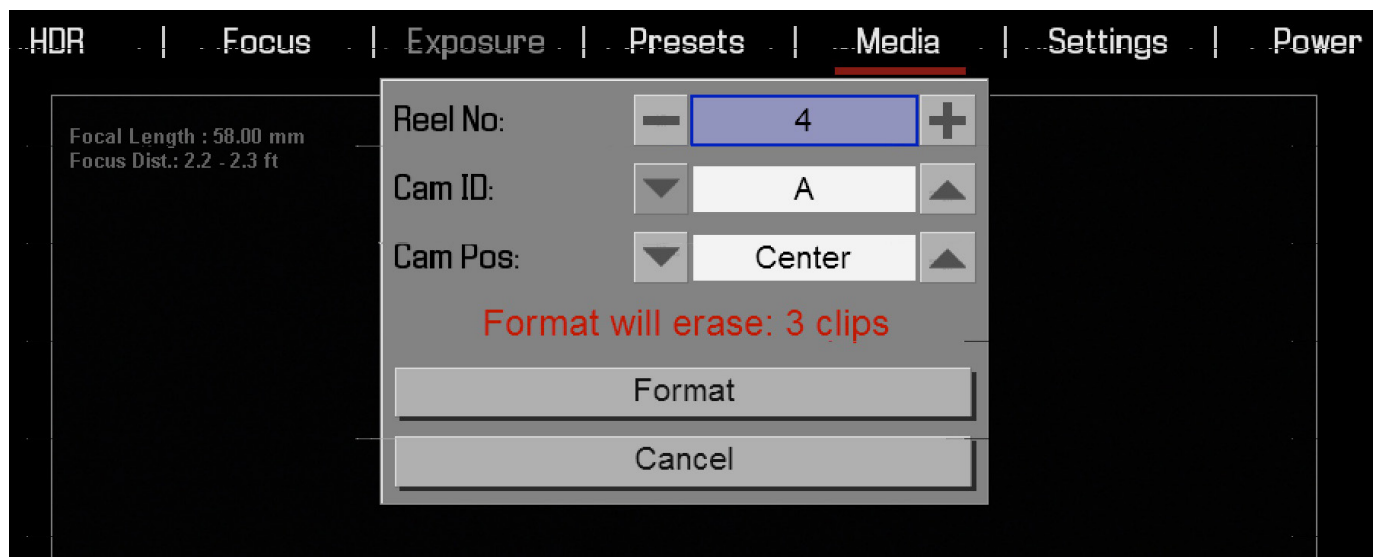 HDR | Focus | Exposure | Presets | Media | Settings | Power
Focal Length : 58.00 mm
Focus Dist.: 2.2 - 2.3 ft
Reel No: 4
Cam ID: A
Cam Pos: Center
Format will erase: 3 clips
Format
Cancel